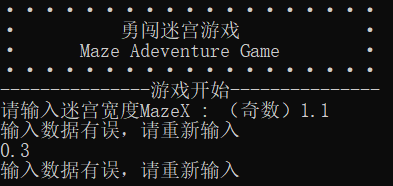 勇闯迷宫游戏
Maze Adeventure Game
---------------游戏开始---------------
请输入迷宫宽度MazeX : （奇数）1.1
输入数据有误，请重新输入
0.3
输入数据有误，请重新输入